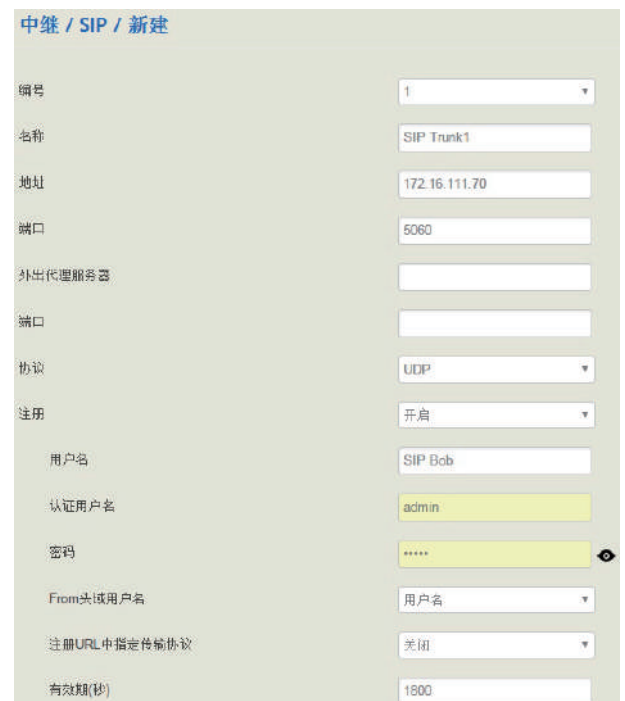 中继 / SIP / 新建
编号 1
名称 SIP Trunk1
地址 172.16.111.70
端口 5060
外出代理服务器
端口
协议 UDP
注册 开启
用户名 SIP Bob
认证用户名 admin
密码 •••••
From头域用户名 用户名
注册URL中指定传输协议 关闭
有效期(秒) 1800